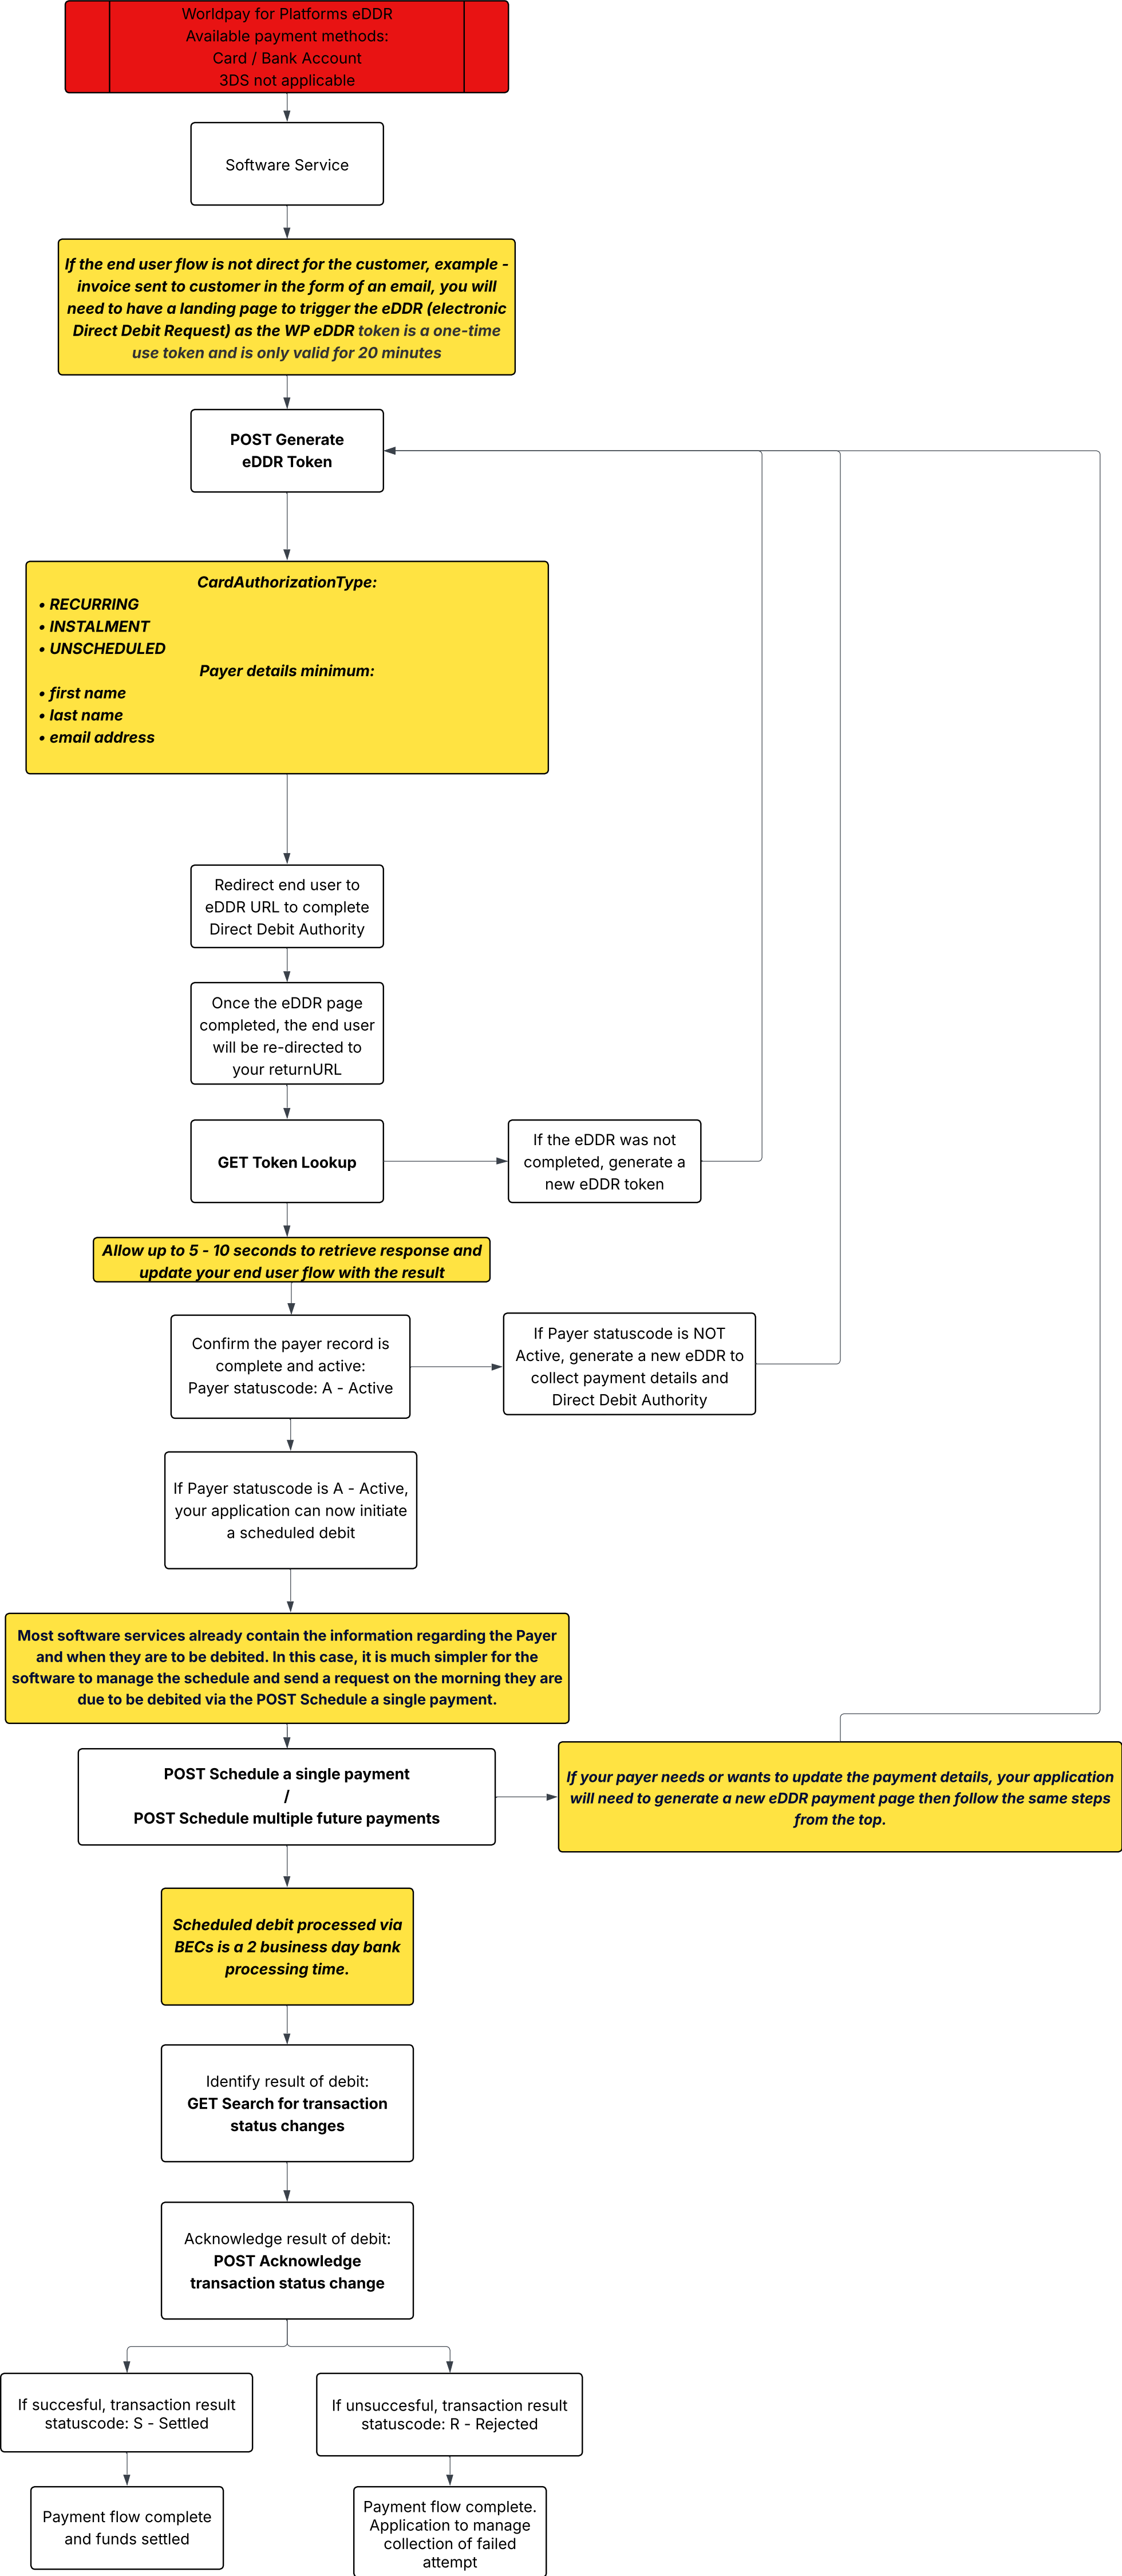 Worldpay for Platforms eDDR
Available payment methods:
Card / Bank Account
3DS not applicable
Software Service
If the end user flow is not direct for the customer, example -
invoice sent to customer in the form of an email, you will
need to have a landing page to trigger the eDDR (electronic
Direct Debit Request) as the WP eDDR token is a one-time
use token and is only valid for 20 minutes
POST Generate
eDDR Token
CardAuthorizationType:
• RECURRING
• INSTALMENT
• UNSCHEDULED
Payer details minimum:
• first name
• last name
• email address
Redirect end user to
eDDR URL to complete
Direct Debit Authority
Once the eDDR page
completed, the end user
will be re-directed to
your returnURL
GET Token Lookup
If the eDDR was not
completed, generate a
new eDDR token
Allow up to 5 - 10 seconds to retrieve response and
update your end user flow with the result
Confirm the payer record is
complete and active:
Payer statuscode: A - Active
If Payer statuscode is NOT
Active, generate a new eDDR to
collect payment details and
Direct Debit Authority
If Payer statuscode is A - Active,
your application can now initiate
a scheduled debit
Most software services already contain the information regarding the Payer
and when they are to be debited. In this case, it is much simpler for the
software to manage the schedule and send a request on the morning they are
due to be debited via the POST Schedule a single payment.
POST Schedule a single payment
/
POST Schedule multiple future payments
If your payer needs or wants to update the payment details, your application
will need to generate a new eDDR payment page then follow the same steps
from the top.
Scheduled debit processed via
BECs is a 2 business day bank
processing time.
Identify result of debit:
GET Search for transaction
status changes
Acknowledge result of debit:
POST Acknowledge
transaction status change
If succesful, transaction result
statuscode: S - Settled
If unsuccesful, transaction result
statuscode: R - Rejected
Payment flow complete
and funds settled
Payment flow complete.
Application to manage
collection of failed
attempt